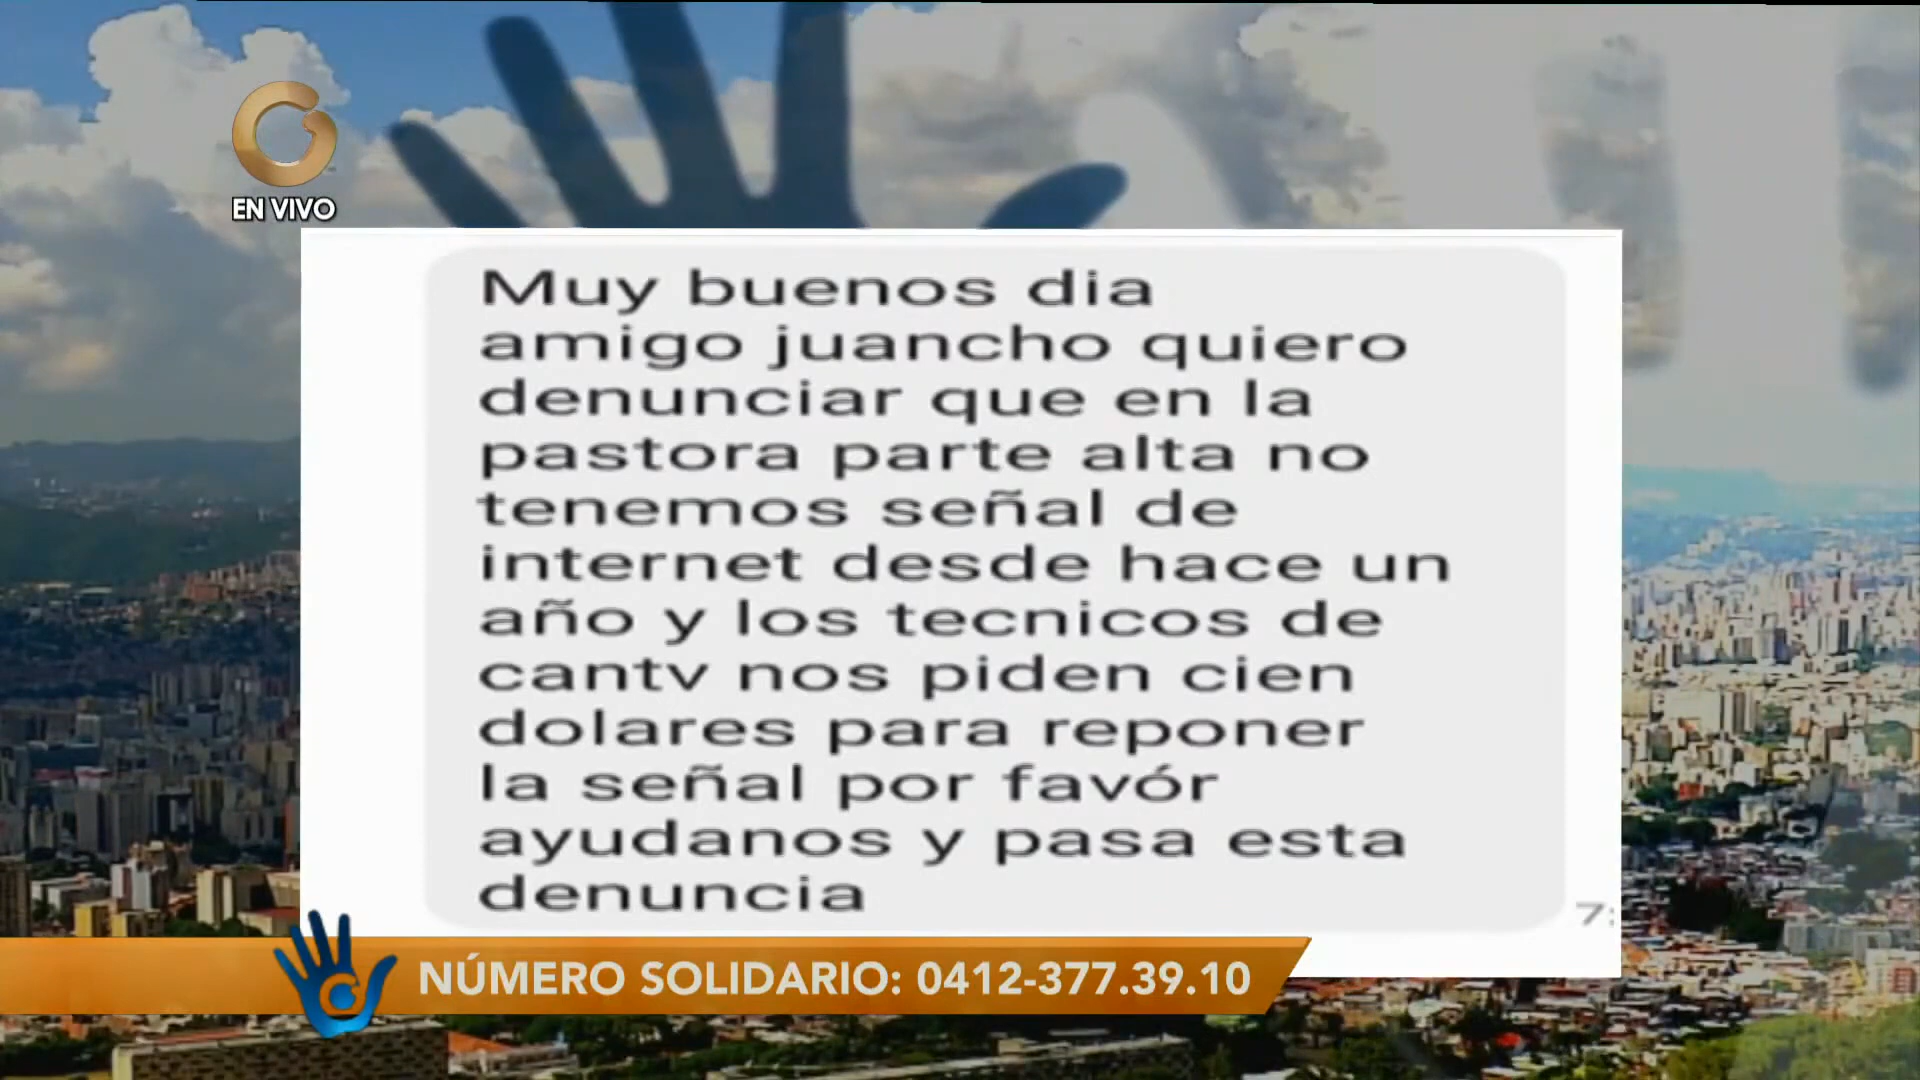 EN VIVO
Muy buenos dia
amigo juancho quiero
denunciar que en la
pastora parte alta no
tenemos señal de
internet desde hace un
año y los tecnicos de
cantv nos piden cien
dolares para reponer
la señal por favór
ayudanos y pasa esta
denuncia
7:
NÚMERO SOLIDARIO: 0412-377.39.10